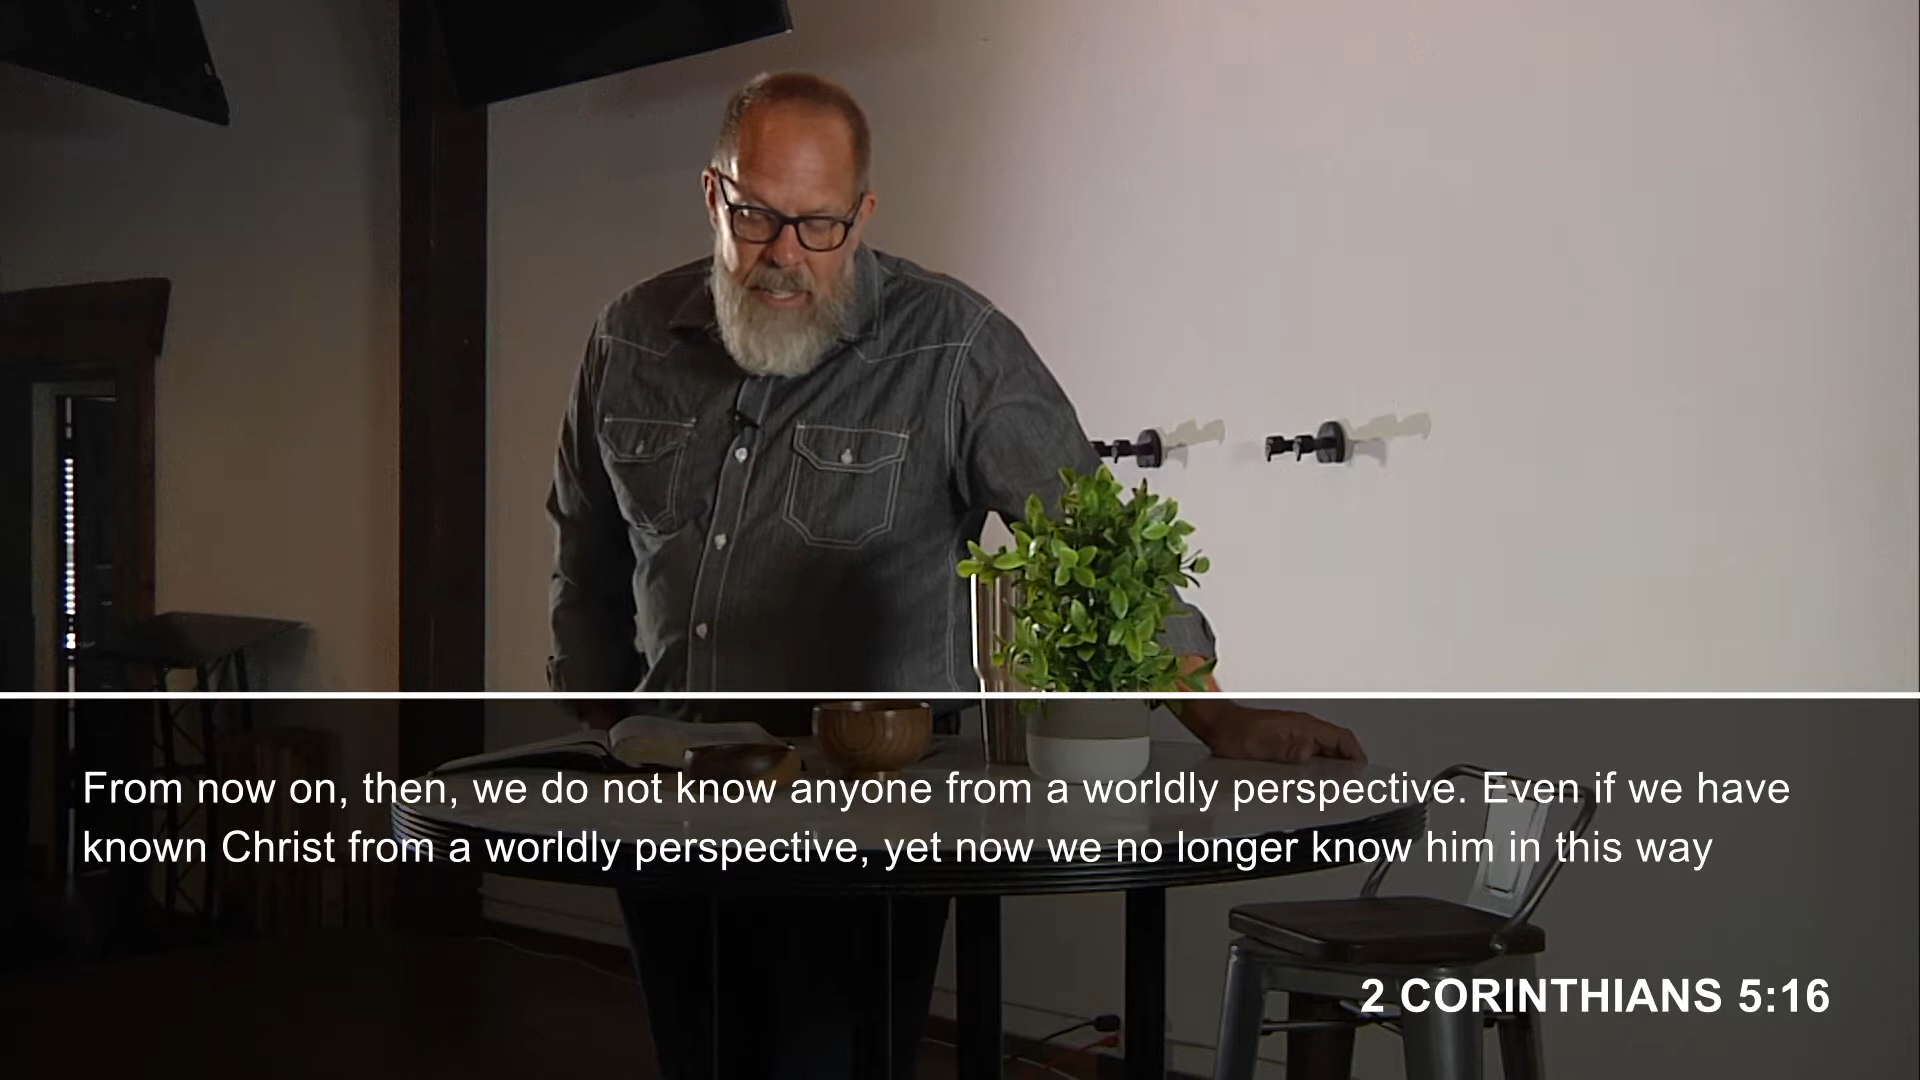 From now on, then, we do not know anyone from a worldly perspective. Even if we have
known Christ from a worldly perspective, yet now we no longer know him in this way
2 CORINTHIANS 5:16